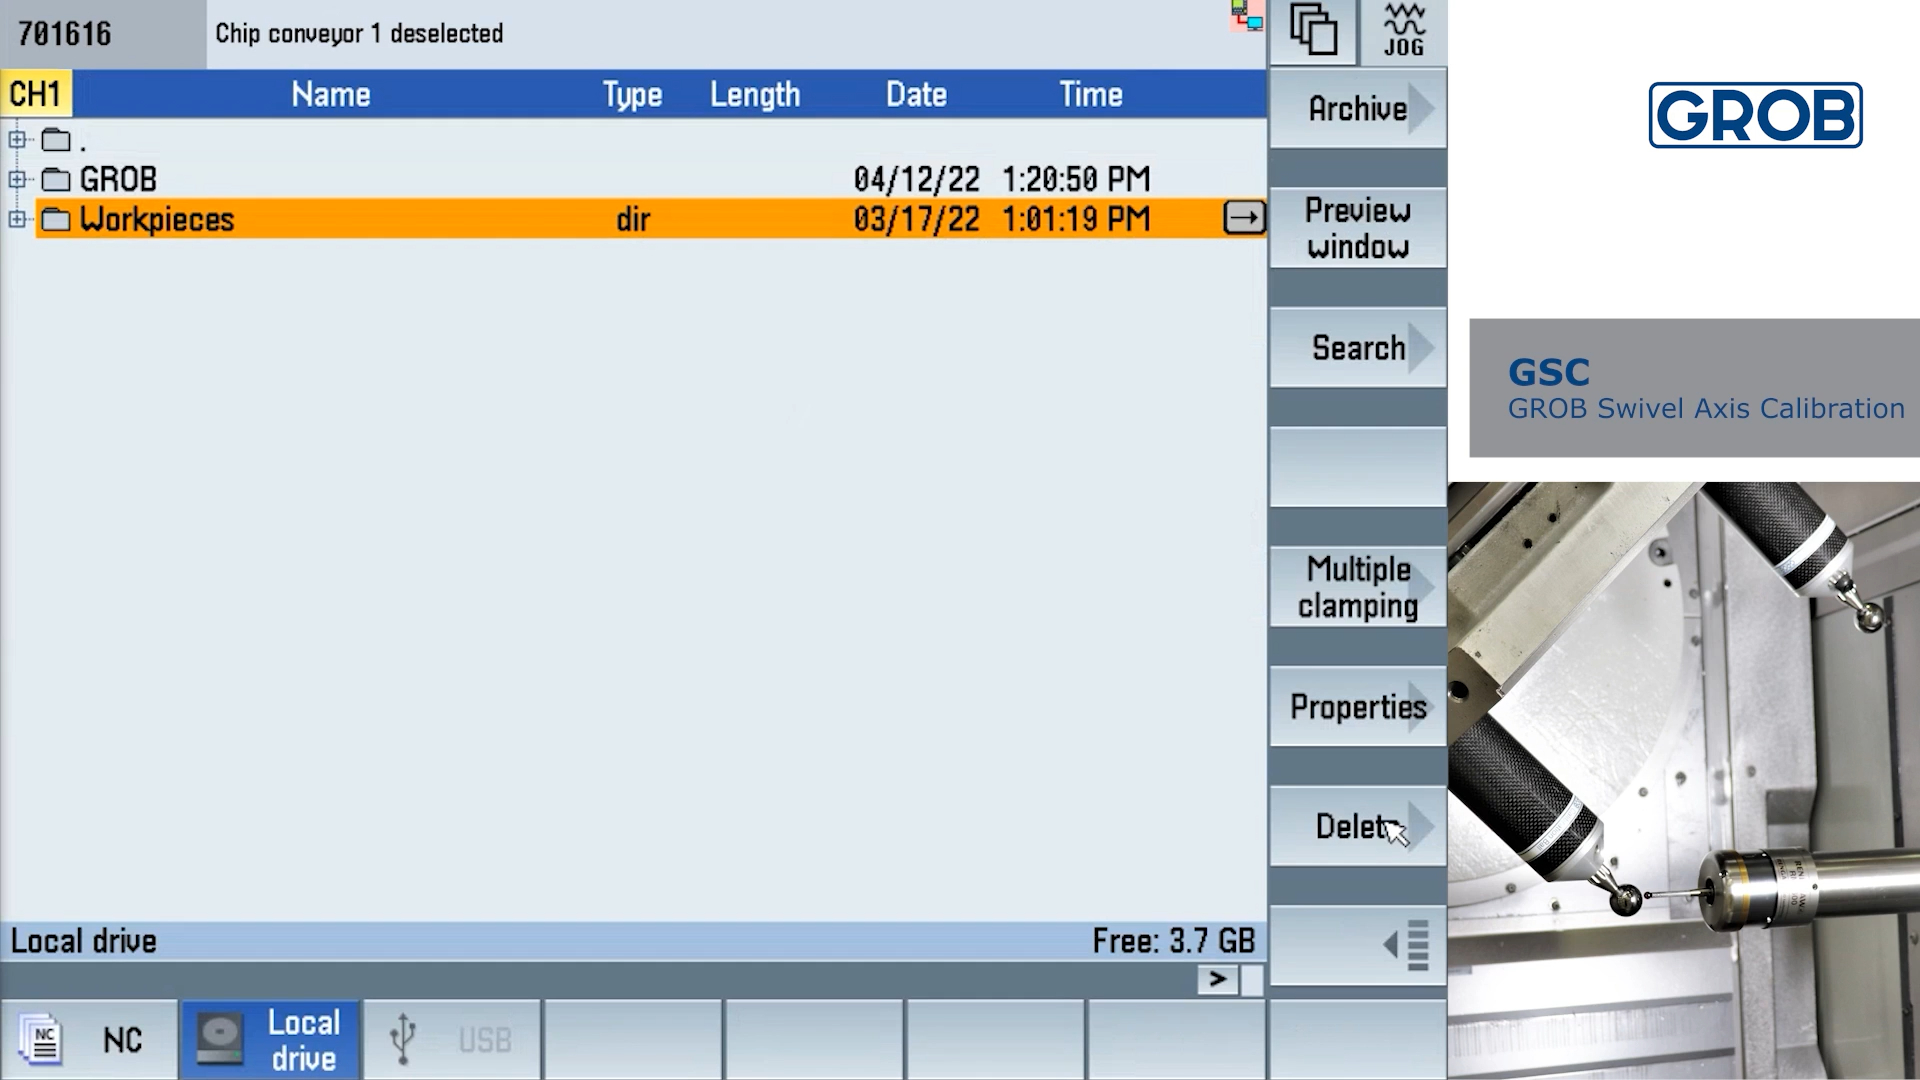 701616
Chip conveyor 1 deselected
JOG
CH1 Name Type Length Date Time
.
GROB 04/12/22 1:20:50 PM
Workpieces dir 03/17/22 1:01:19 PM
Archive
Preview
window
Search
Multiple
clamping
Properties
Delete
Local drive Free: 3.7 GB
>
NC NC
Local
drive
USB
GROB
GSC
GROB Swivel Axis Calibration